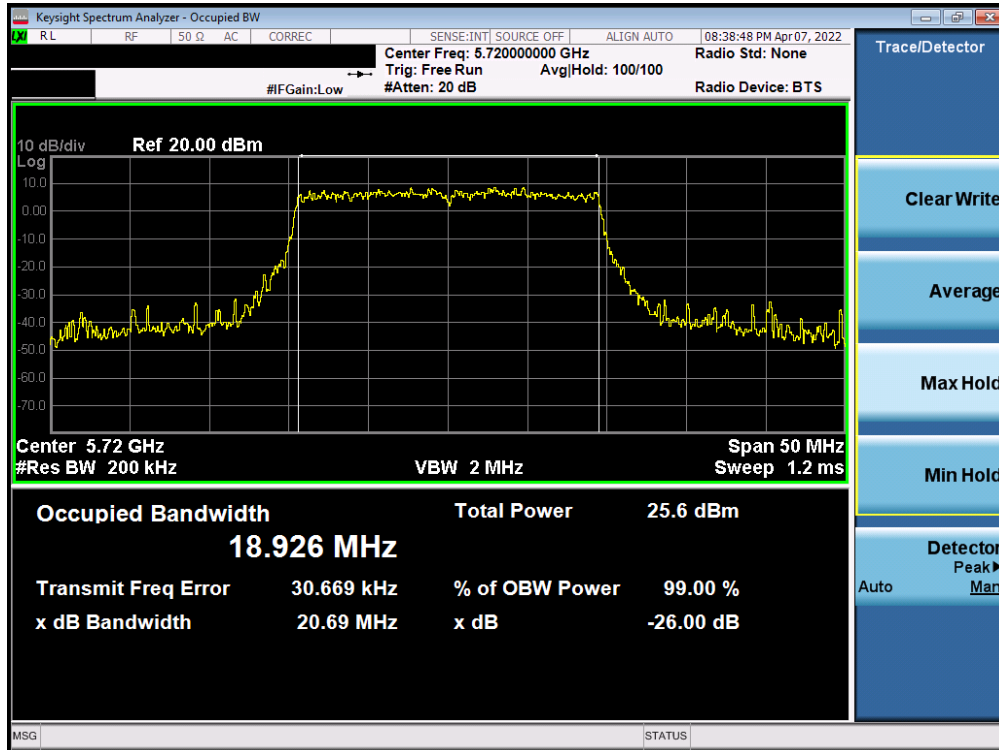 Keysight Spectrum Analyzer - Occupied BW
LXI RL RF 50 Ω AC CORREC SENSE:INT SOURCE OFF ALIGN AUTO 08:38:48 PM Apr 07, 2022
Center Freq: 5.720000000 GHz Radio Std: None
Trig: Free Run Avg|Hold: 100/100
#IFGain:Low #Atten: 20 dB Radio Device: BTS
Trace/Detector
10 dB/div Ref 20.00 dBm
Log
10.0
0.00
-10.0
-20.0
-30.0
-40.0
-50.0
-60.0
-70.0
Center 5.72 GHz Span 50 MHz
#Res BW 200 kHz VBW 2 MHz Sweep 1.2 ms
Occupied Bandwidth Total Power 25.6 dBm
18.926 MHz
Transmit Freq Error 30.669 kHz % of OBW Power 99.00 %
x dB Bandwidth 20.69 MHz x dB -26.00 dB
Clear Write
Average
Max Hold
Min Hold
Detector
Peak▶
Auto Man
MSG STATUS